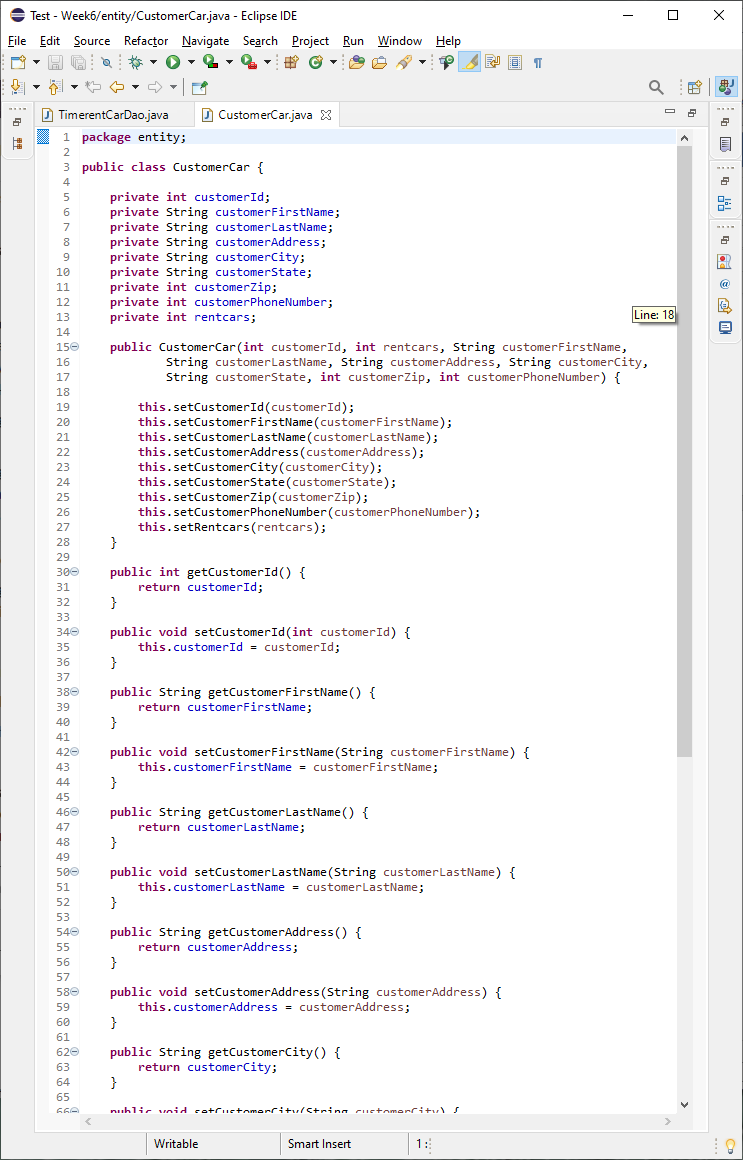 Test - Week6/entity/CustomerCar.java - Eclipse IDE
File Edit Source Refactor Navigate Search Project Run Window Help
TimerentCarDao.java CustomerCar.java
1 package entity;
2
3 public class CustomerCar {
4
5 private int customerId;
6 private String customerFirstName;
7 private String customerLastName;
8 private String customerAddress;
9 private String customerCity;
10 private String customerState;
11 private int customerZip;
12 private int customerPhoneNumber;
13 private int rentcars;
Line: 18
14
15 public CustomerCar(int customerId, int rentcars, String customerFirstName,
16 String customerLastName, String customerAddress, String customerCity,
17 String customerState, int customerZip, int customerPhoneNumber) {
18
19 this.setCustomerId(customerId);
20 this.setCustomerFirstName(customerFirstName);
21 this.setCustomerLastName(customerLastName);
22 this.setCustomerAddress(customerAddress);
23 this.setCustomerCity(customerCity);
24 this.setCustomerState(customerState);
25 this.setCustomerZip(customerZip);
26 this.setCustomerPhoneNumber(customerPhoneNumber);
27 this.setRentcars(rentcars);
28 }
29
30 public int getCustomerId() {
31 return customerId;
32 }
33
34 public void setCustomerId(int customerId) {
35 this.customerId = customerId;
36 }
37
38 public String getCustomerFirstName() {
39 return customerFirstName;
40 }
41
42 public void setCustomerFirstName(String customerFirstName) {
43 this.customerFirstName = customerFirstName;
44 }
45
46 public String getCustomerLastName() {
47 return customerLastName;
48 }
49
50 public void setCustomerLastName(String customerLastName) {
51 this.customerLastName = customerLastName;
52 }
53
54 public String getCustomerAddress() {
55 return customerAddress;
56 }
57
58 public void setCustomerAddress(String customerAddress) {
59 this.customerAddress = customerAddress;
60 }
61
62 public String getCustomerCity() {
63 return customerCity;
64 }
65
66 public void setCustomerCity(String customerCity) {
Writable Smart Insert 1 :